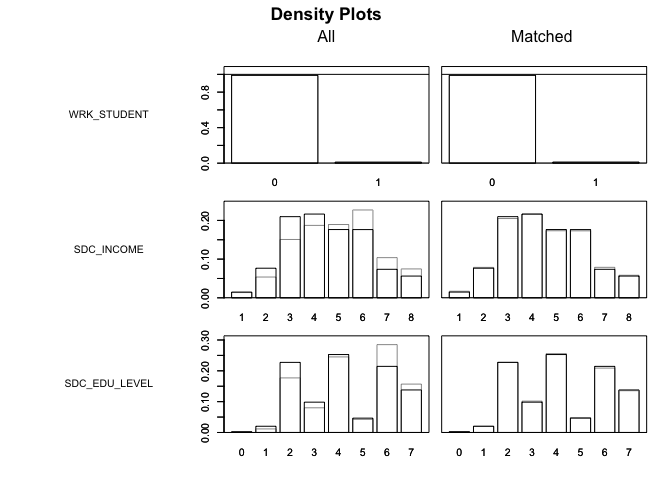 Density Plots
All Matched
WRK_STUDENT
0.0 0.4 0.8
0 1 0 1
SDC_INCOME
0.00 0.10 0.20
1 2 3 4 5 6 7 8 1 2 3 4 5 6 7 8
SDC_EDU_LEVEL
0.00 0.10 0.20 0.30
0 1 2 3 4 5 6 7 0 1 2 3 4 5 6 7